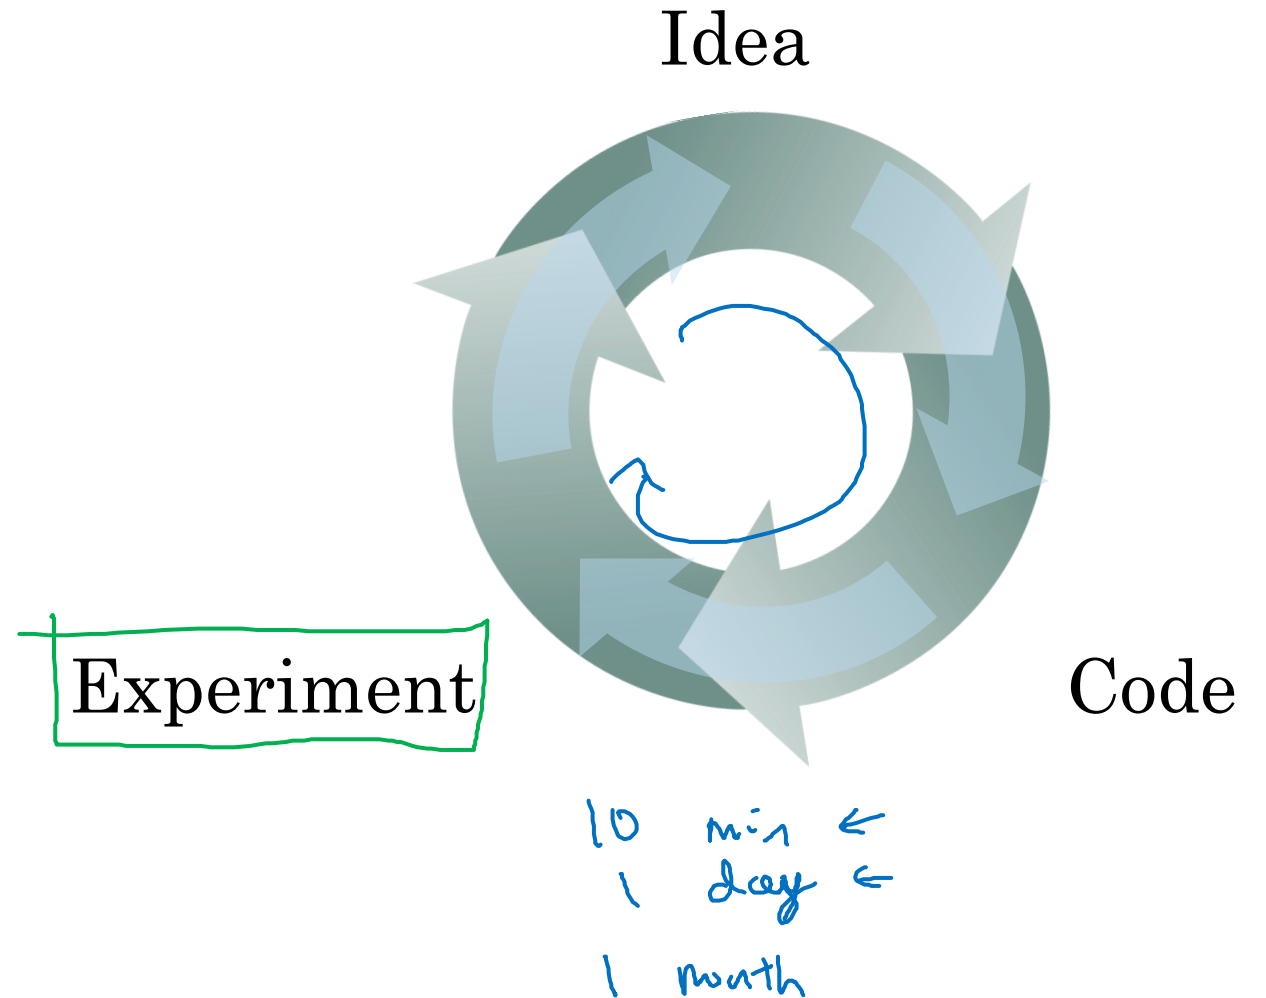 Idea
Experiment
Code
10 min ←
1 day ←
1 month